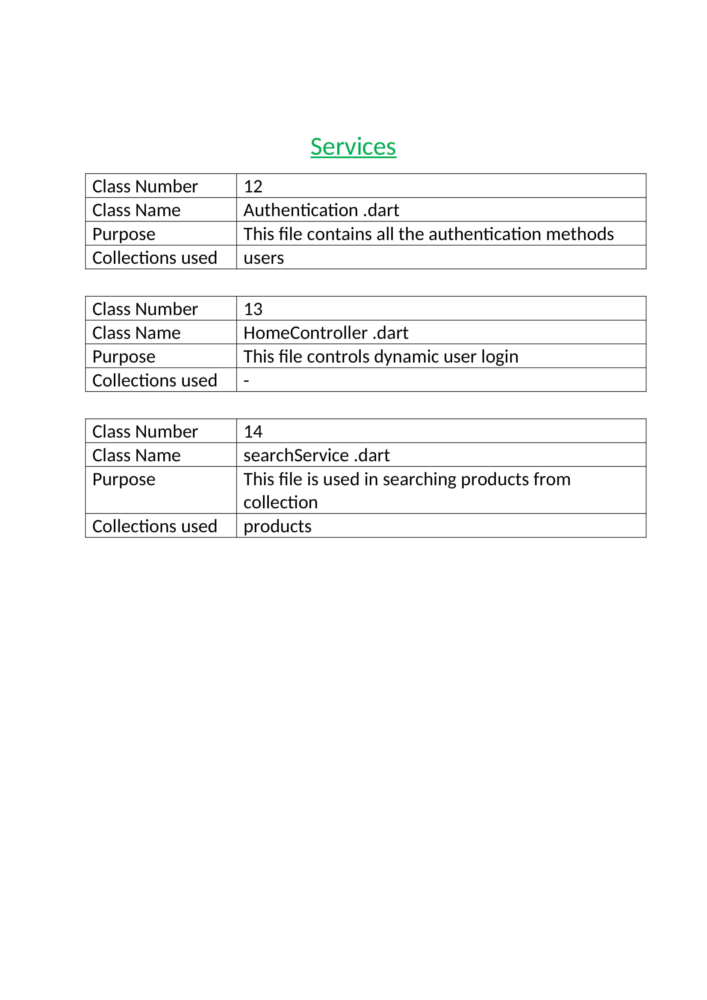 Services
Class Number 12
Class Name Authentication .dart
Purpose This file contains all the authentication methods
Collections used users
Class Number 13
Class Name HomeController .dart
Purpose This file controls dynamic user login
Collections used -
Class Number 14
Class Name searchService .dart
Purpose This file is used in searching products from
collection
Collections used products